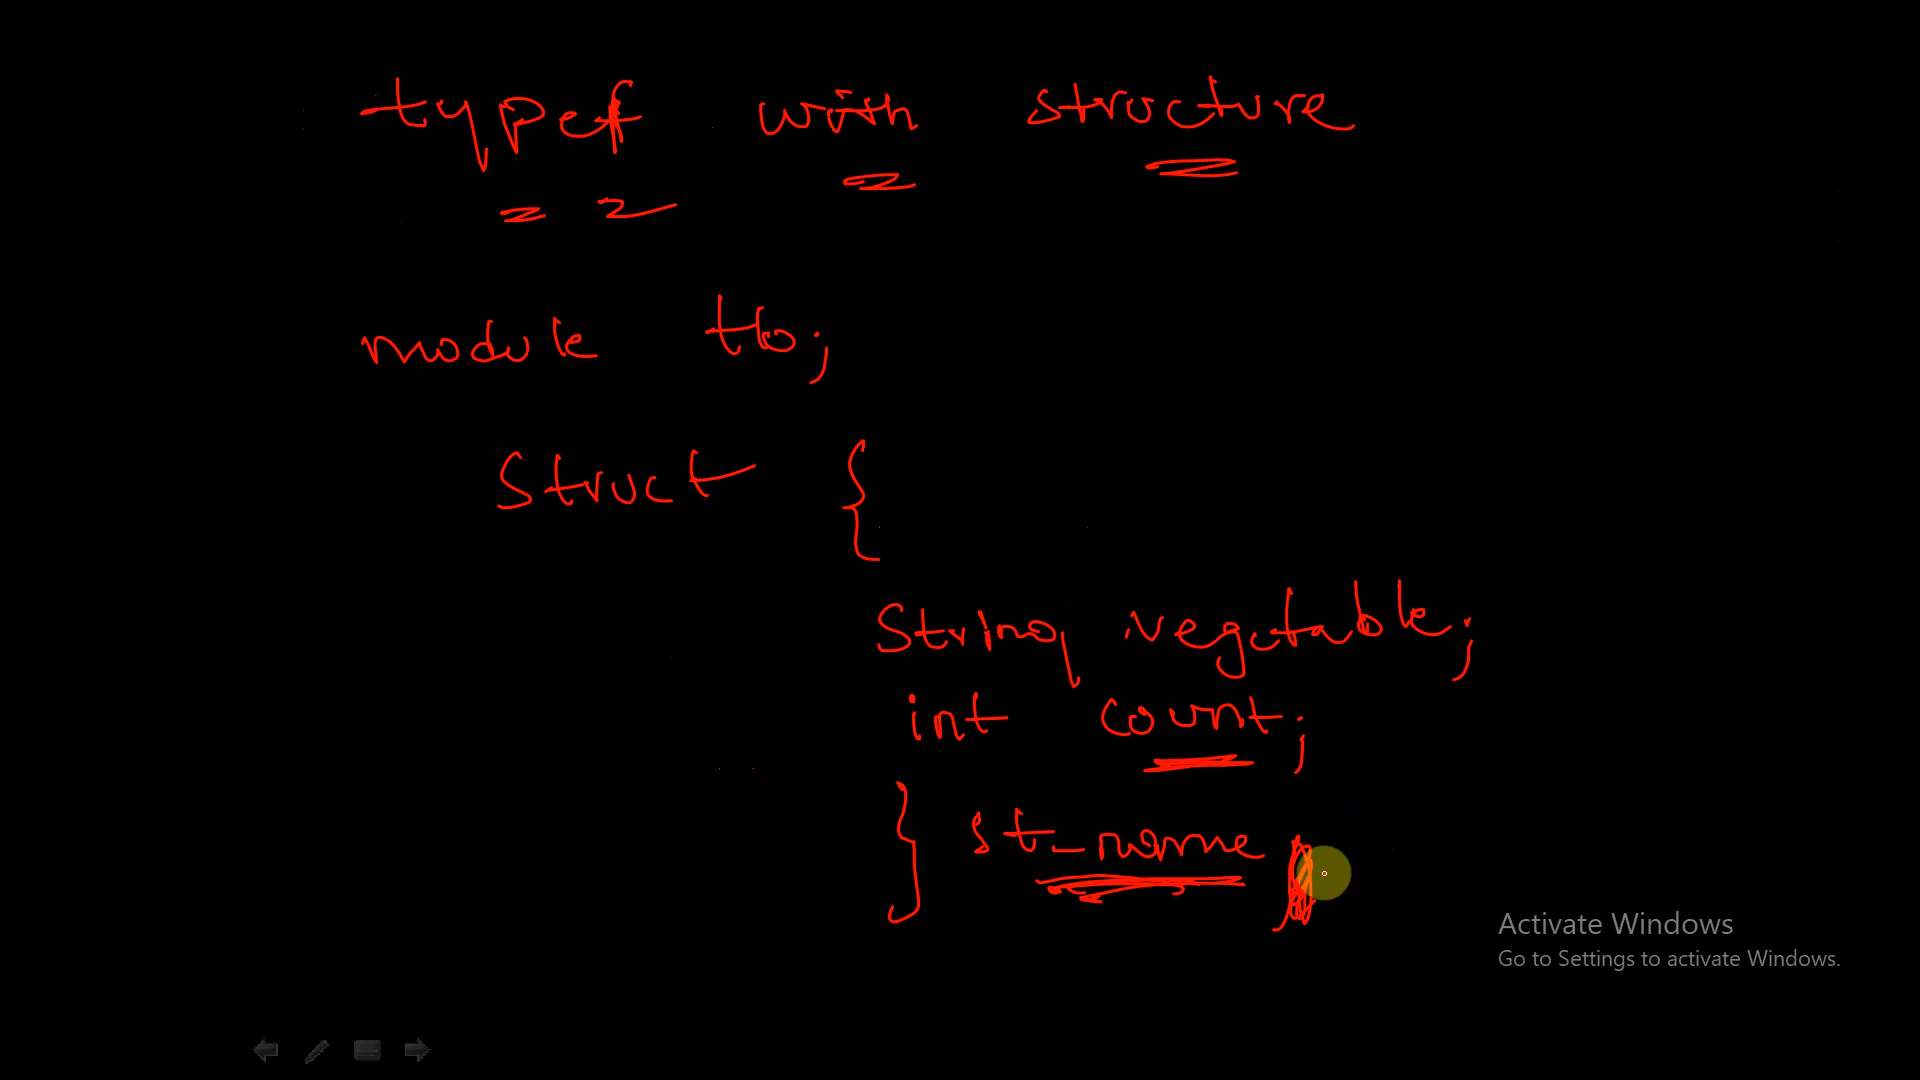 typef with structure
module tb;
Struct {
String vegetable;
int count;
} st_name
Activate Windows
Go to Settings to activate Windows.